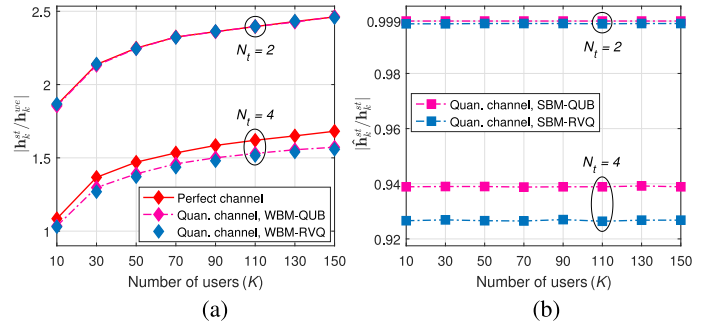 2.5
2
1.5
1
|h_k^{st}/h_k^{we}|
N_t = 2
N_t = 4
Perfect channel
Quan. channel, WBM-QUB
Quan. channel, WBM-RVQ
10 30 50 70 90 110 130 150
Number of users (K)
(a)
0.999
0.98
0.96
0.94
0.92
|h̄_k^{st}/h_k^{st}|
N_t = 2
Quan. channel, SBM-QUB
Quan. channel, SBM-RVQ
N_t = 4
10 30 50 70 90 110 130 150
Number of users (K)
(b)